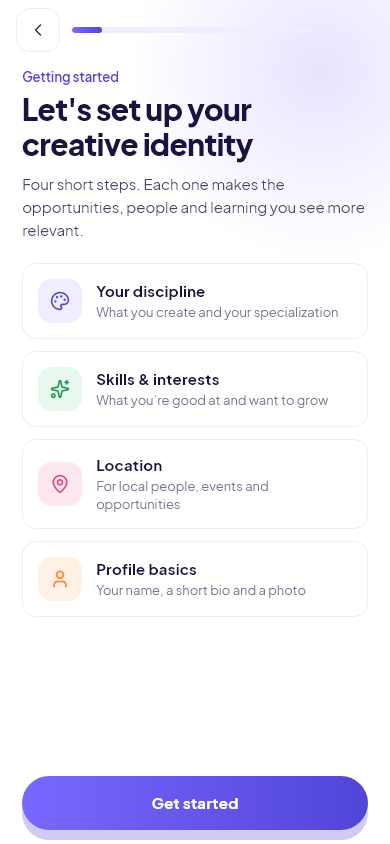 Getting started
Let's set up your
creative identity
Four short steps. Each one makes the
opportunities, people and learning you see more
relevant.
Your discipline
What you create and your specialization
Skills & interests
What you're good at and want to grow
Location
For local people, events and
opportunities
Profile basics
Your name, a short bio and a photo
Get started